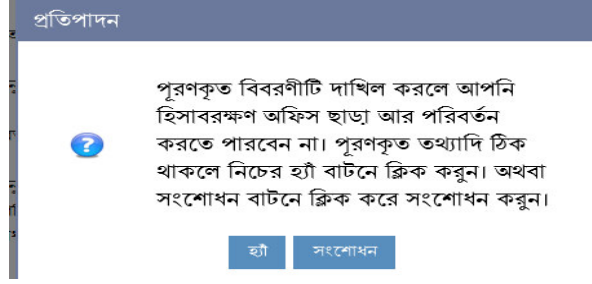 প্রতিপাদন
পূরণকৃত বিবরণীটি দাখিল করলে আপনি
হিসাবরক্ষণ অফিস ছাড়া আর পরিবর্তন
করতে পারবেন না। পূরণকৃত তথ্যাদি ঠিক
থাকলে নিচের হ্যাঁ বাটনে ক্লিক করুন। অথবা
সংশোধন বাটনে ক্লিক করে সংশোধন করুন।
হ্যাঁ সংশোধন